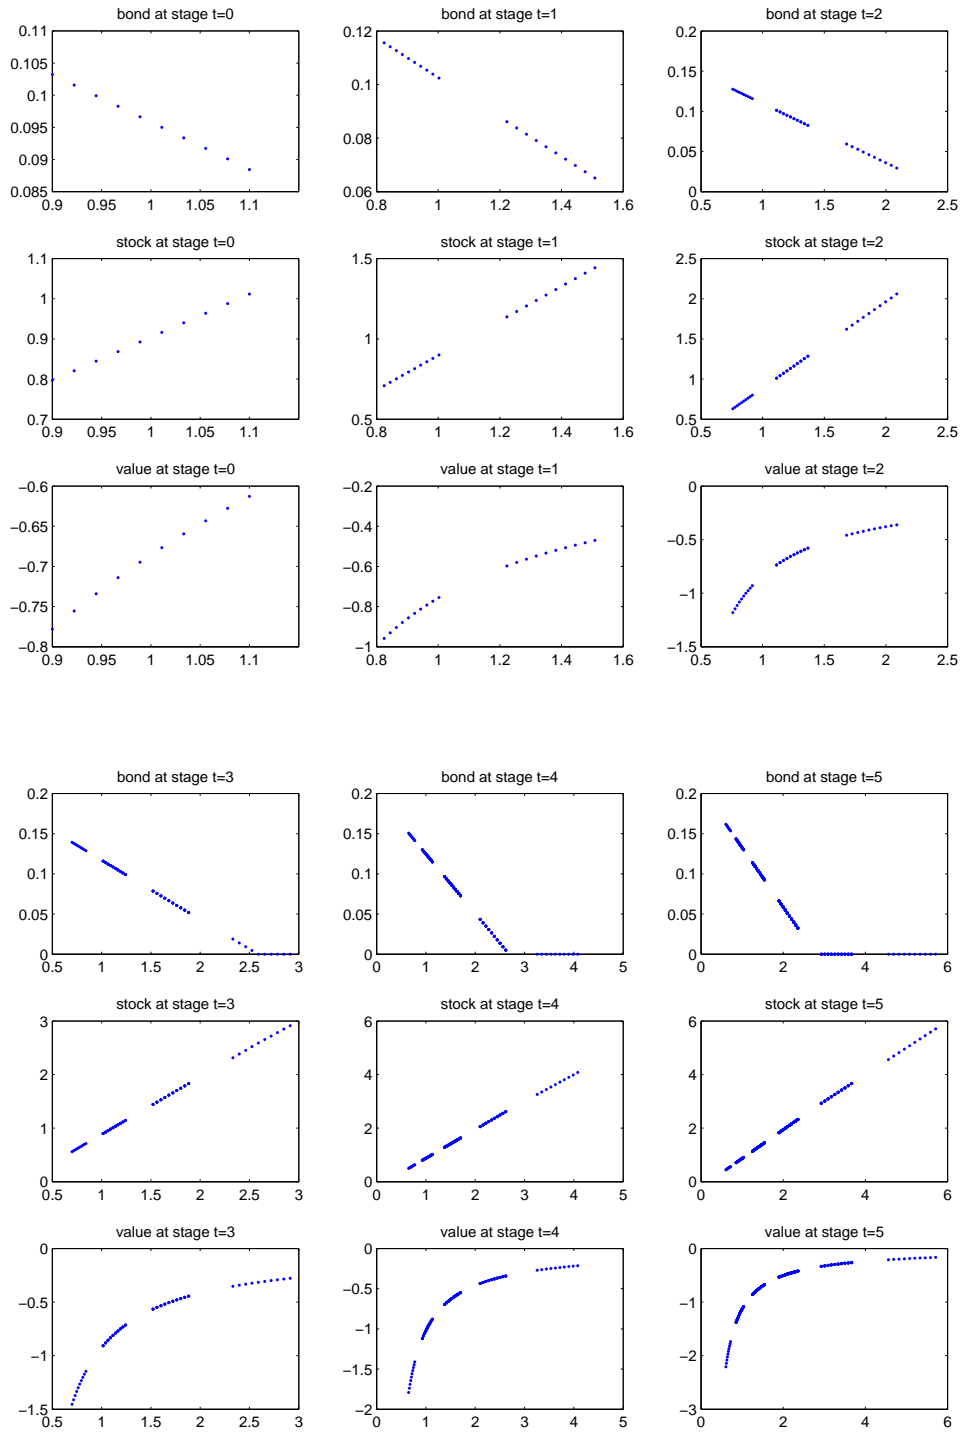 bond at stage t=0 bond at stage t=1 bond at stage t=2
0.11 0.12 0.2
0.105
0.15
0.1 0.1 0.1
0.095
0.08
0.09 0.05
0.085 0.06 0
0.9 0.95 1 1.05 1.1 0.8 1 1.2 1.4 1.6 0.5 1 1.5 2 2.5
stock at stage t=0 stock at stage t=1 stock at stage t=2
1.1 1.5 2.5
1 2
0.9 1 1.5
0.8 1
0.7 0.5 0.5
0.9 0.95 1 1.05 1.1 0.8 1 1.2 1.4 1.6 0.5 1 1.5 2 2.5
value at stage t=0 value at stage t=1 value at stage t=2
−0.6 −0.2 0
−0.65 −0.4 −0.5
−0.7 −0.6
−0.75 −0.8 −1
−0.8 −1 −1.5
0.9 0.95 1 1.05 1.1 0.8 1 1.2 1.4 1.6 0.5 1 1.5 2 2.5
bond at stage t=3 bond at stage t=4 bond at stage t=5
0.2 0.2 0.2
0.15 0.15 0.15
0.1 0.1 0.1
0.05 0.05 0.05
0 0 0
0.5 1 1.5 2 2.5 3 0 1 2 3 4 5 0 2 4 6
stock at stage t=3 stock at stage t=4 stock at stage t=5
3 6 6
2 4 4
1 2 2
0 0 0
0.5 1 1.5 2 2.5 3 0 1 2 3 4 5 0 2 4 6
value at stage t=3 value at stage t=4 value at stage t=5
0 0 0
−0.5 −0.5 −1
−1 −1 −2
−1.5
−1.5 −2 −3
0.5 1 1.5 2 2.5 3 0 1 2 3 4 5 0 2 4 6